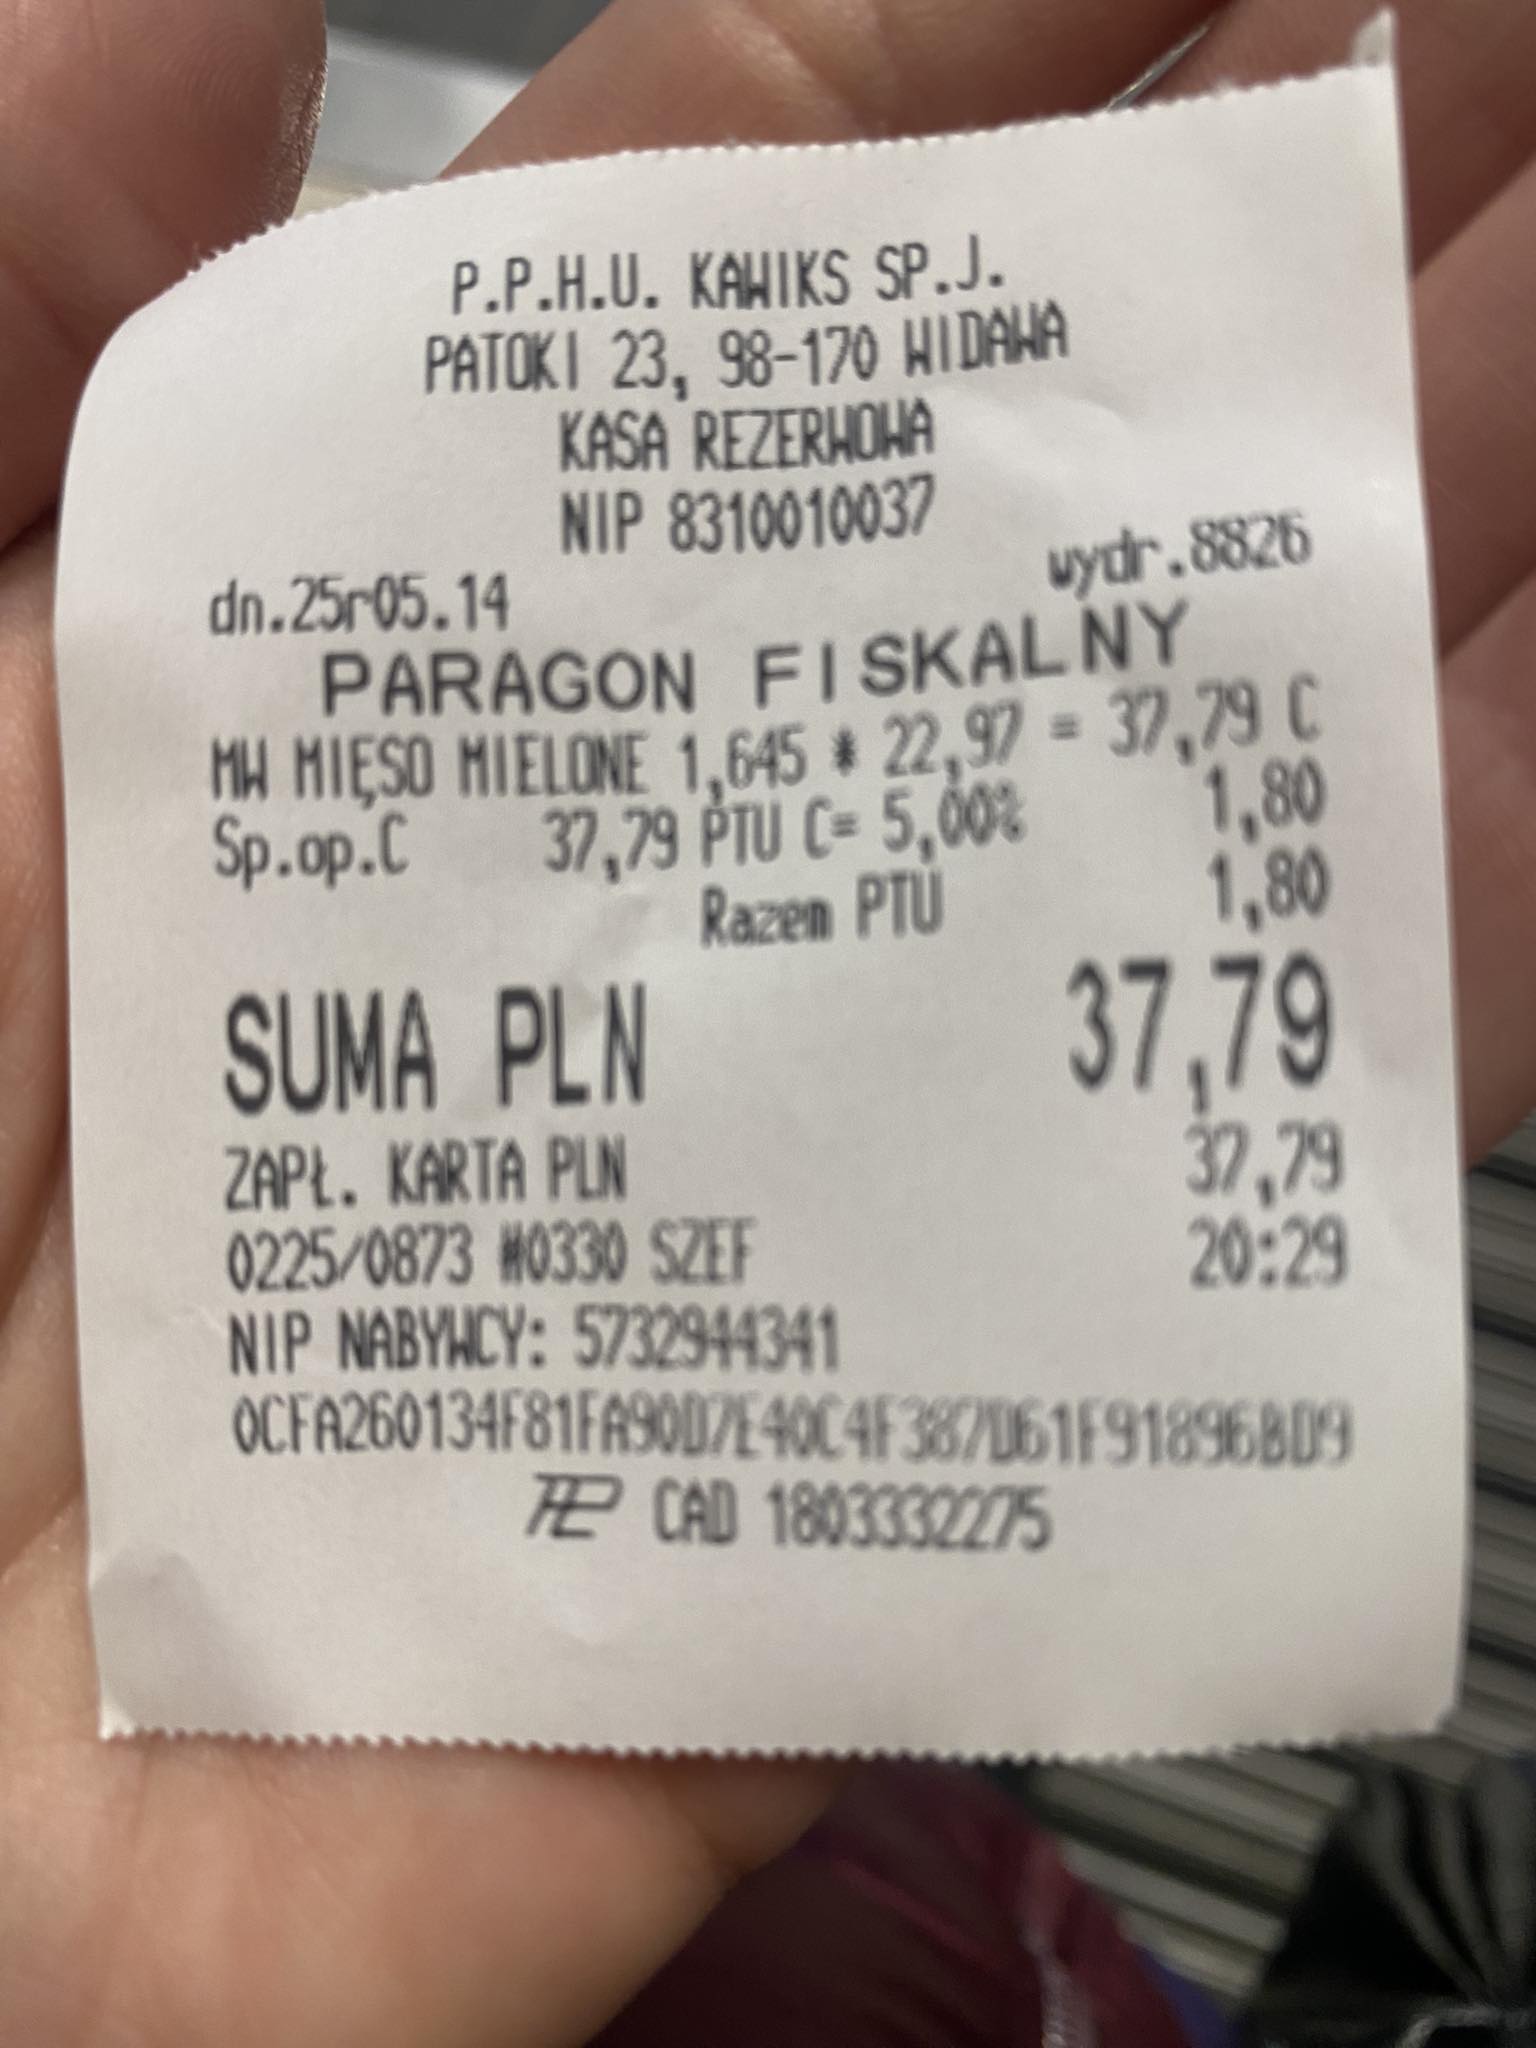 P.P.H.U. KAWIKS SP.J.
PATOKI 23, 98-170 WIDAWA
KASA REZERWOWA
NIP 8310010037
dn.25r05.14 wydr.8826
PARAGON FISKALNY
MW MIĘSO MIELONE 1,645 * 22,97 = 37,79 C
Sp.op.C 37,79 PTU C= 5,00% 1,80
Razem PTU 1,80
SUMA PLN 37,79
ZAPŁ. KARTA PLN 37,79
0225/0873 #0330 SZEF 20:29
NIP NABYWCY: 5732944341
0CFA260134F81FA90D7E40C4F387D61F91896BD9
PL CAD 1803332275